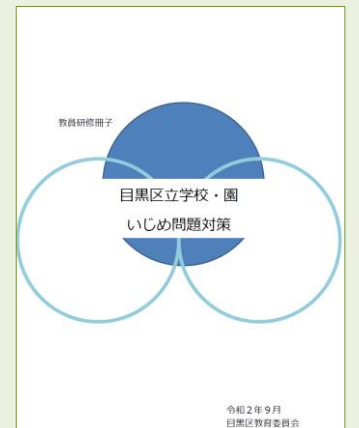 教員研修冊子
目黒区立学校・園
いじめ問題対策
令和2年9月
目黒区教育委員会